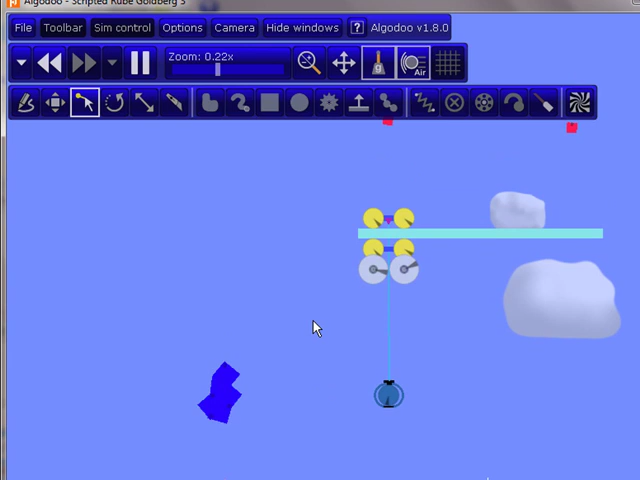 Algodoo - Scripted Rube Goldberg S
File Toolbar Sim control Options Camera Hide windows ? Algodoo v1.8.0
Zoom: 0.22x
Air